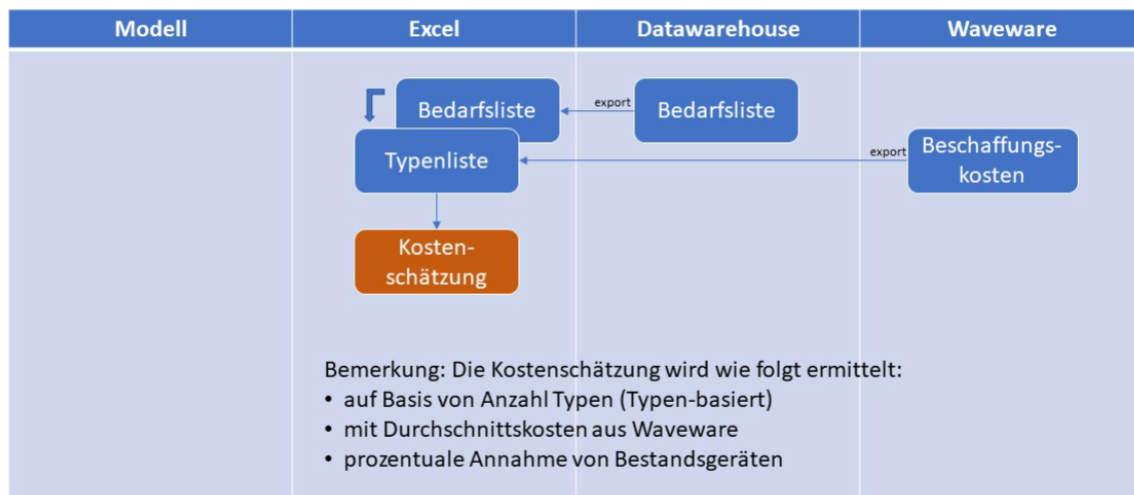 Modell
Excel
Datawarehouse
Waveware
Bedarfsliste
export
Bedarfsliste
Typenliste
export
Beschaffungs-
kosten
Kosten-
schätzung
Bemerkung: Die Kostenschätzung wird wie folgt ermittelt:
• auf Basis von Anzahl Typen (Typen-basiert)
• mit Durchschnittskosten aus Waveware
• prozentuale Annahme von Bestandsgeräten